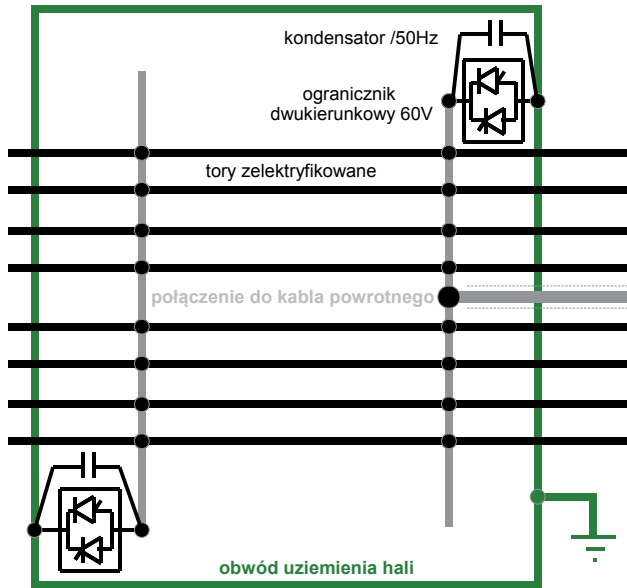 kondensator /50Hz
ogranicznik
dwukierunkowy 60V
tory zelektryfikowane
połączenie do kabla powrotnego
obwód uziemienia hali